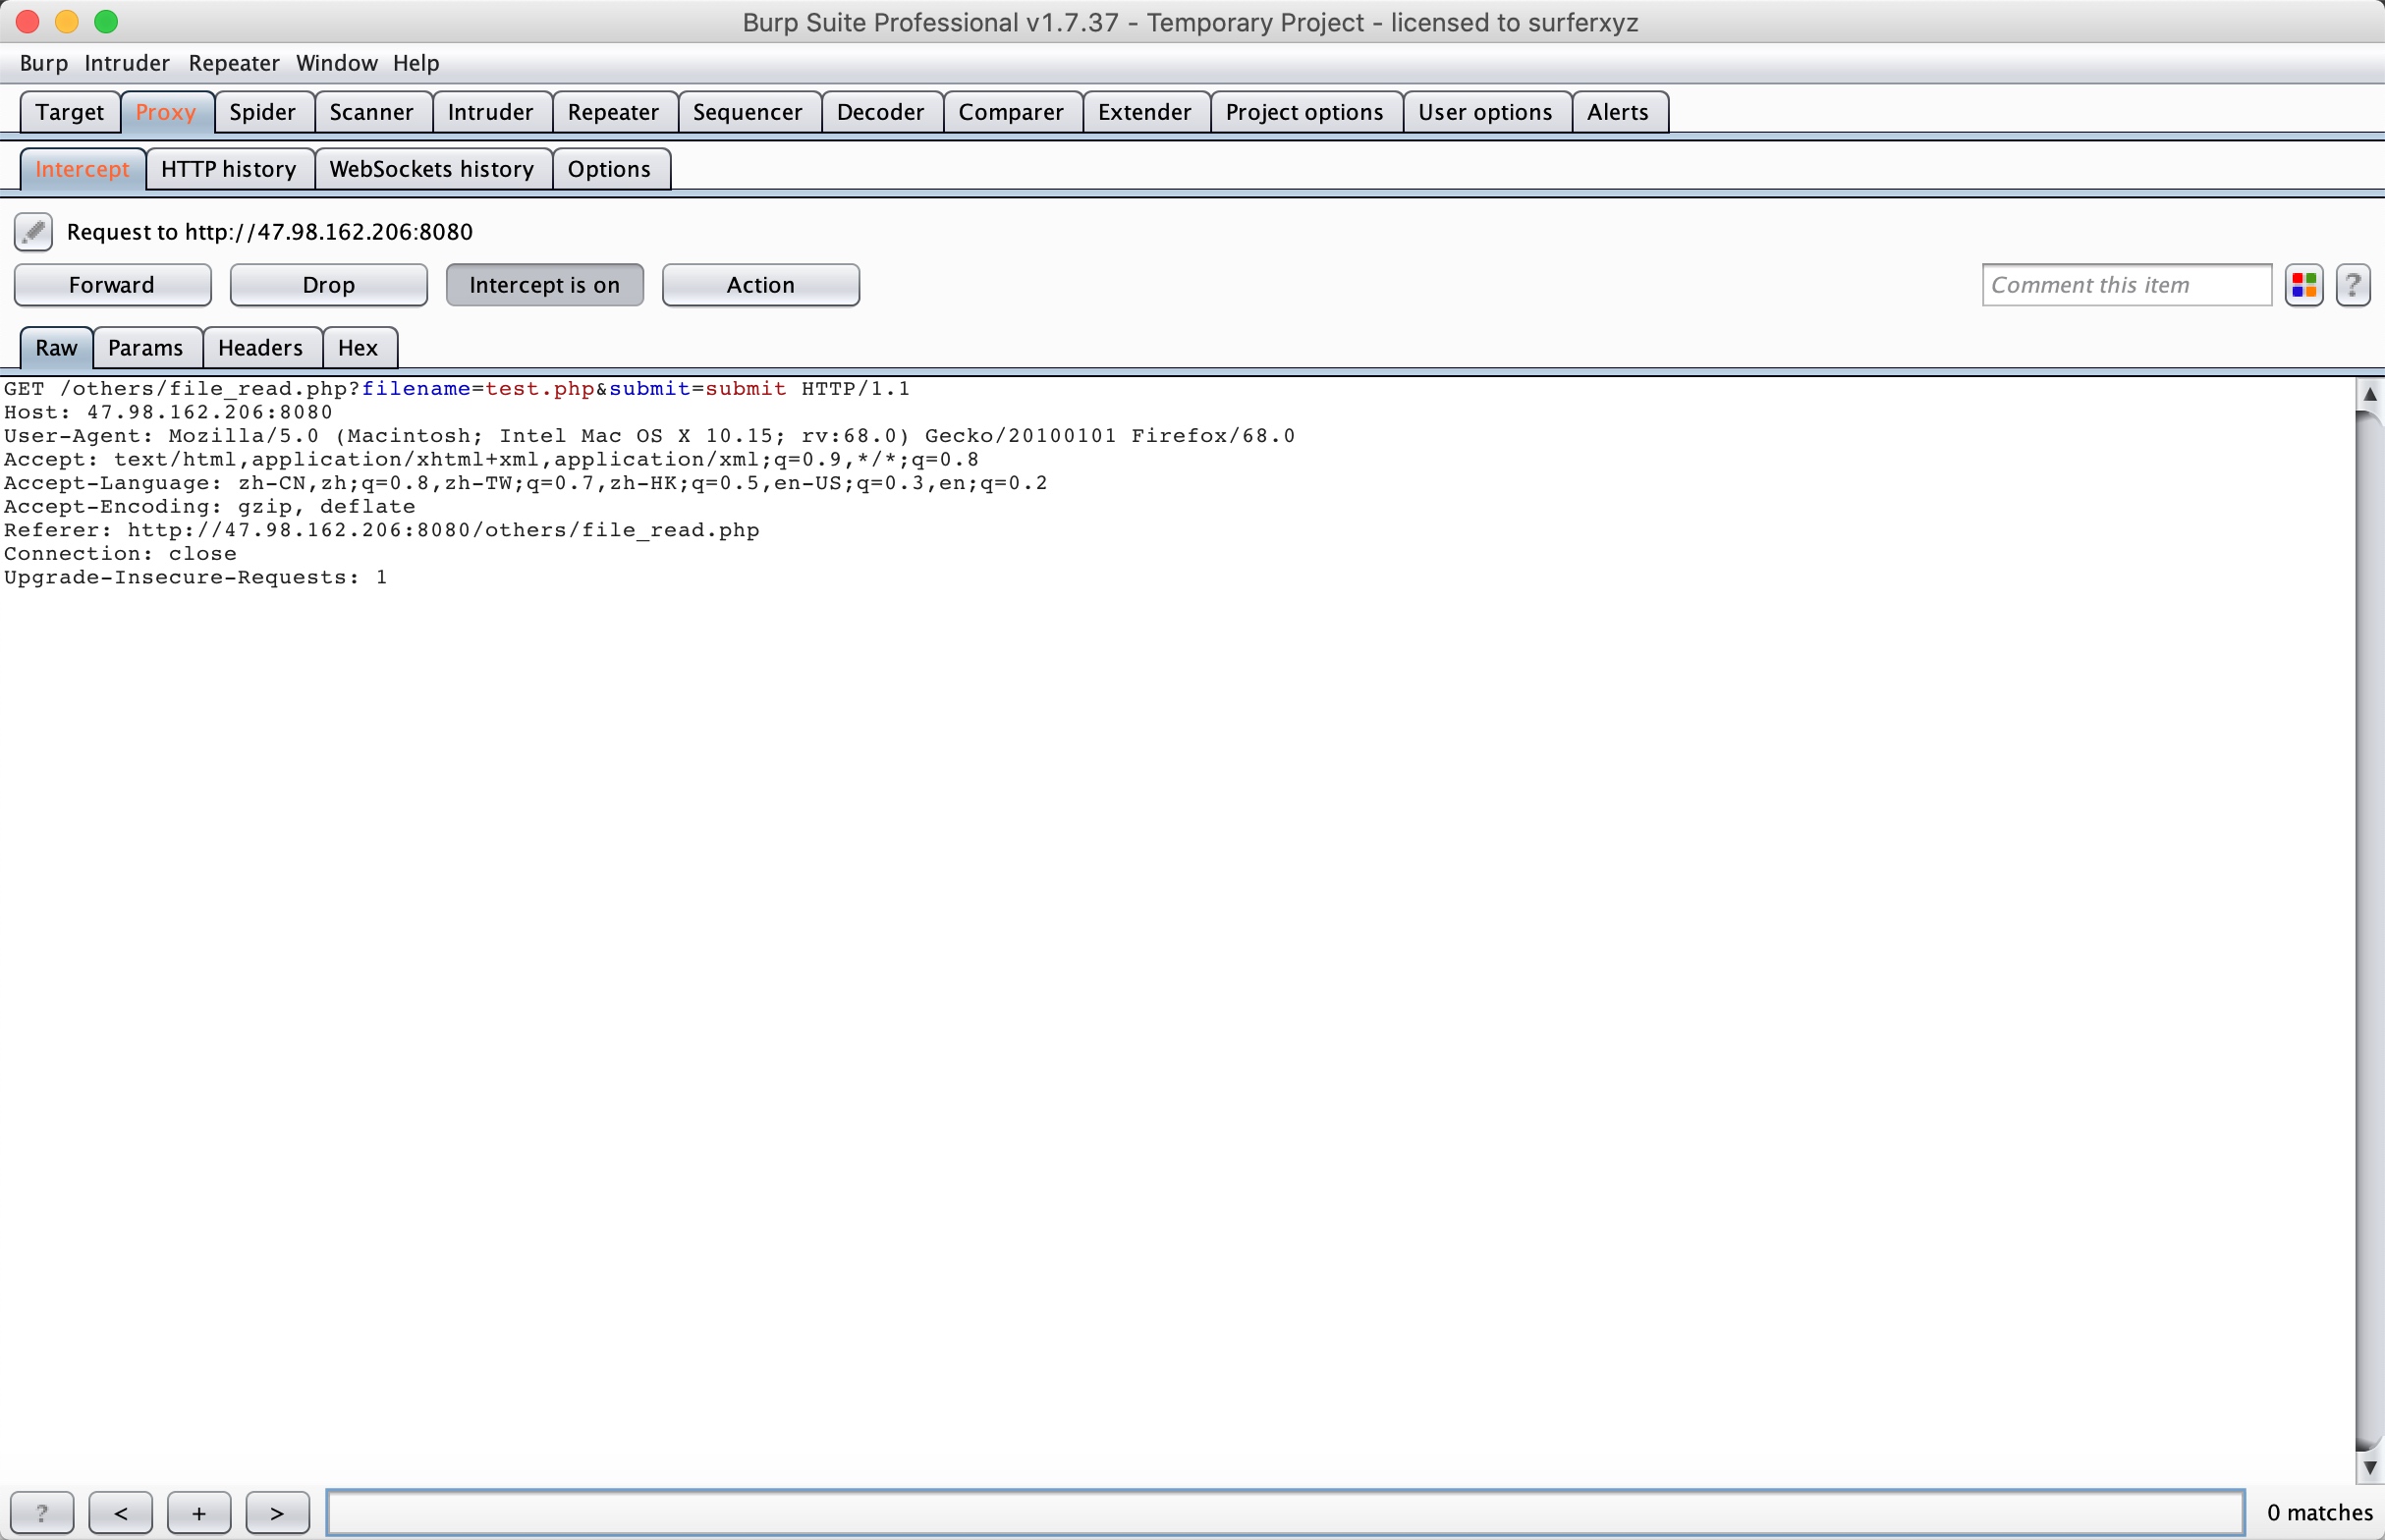 Burp Suite Professional v1.7.37 - Temporary Project - licensed to surferxyz
Burp Intruder Repeater Window Help
Target Proxy Spider Scanner Intruder Repeater Sequencer Decoder Comparer Extender Project options User options Alerts
Intercept HTTP history WebSockets history Options
Request to http://47.98.162.206:8080
Forward Drop Intercept is on Action Comment this item ?
Raw Params Headers Hex
GET /others/file_read.php?filename=test.php&submit=submit HTTP/1.1
Host: 47.98.162.206:8080
User-Agent: Mozilla/5.0 (Macintosh; Intel Mac OS X 10.15; rv:68.0) Gecko/20100101 Firefox/68.0
Accept: text/html,application/xhtml+xml,application/xml;q=0.9,*/*;q=0.8
Accept-Language: zh-CN,zh;q=0.8,zh-TW;q=0.7,zh-HK;q=0.5,en-US;q=0.3,en;q=0.2
Accept-Encoding: gzip, deflate
Referer: http://47.98.162.206:8080/others/file_read.php
Connection: close
Upgrade-Insecure-Requests: 1
? < + > 0 matches